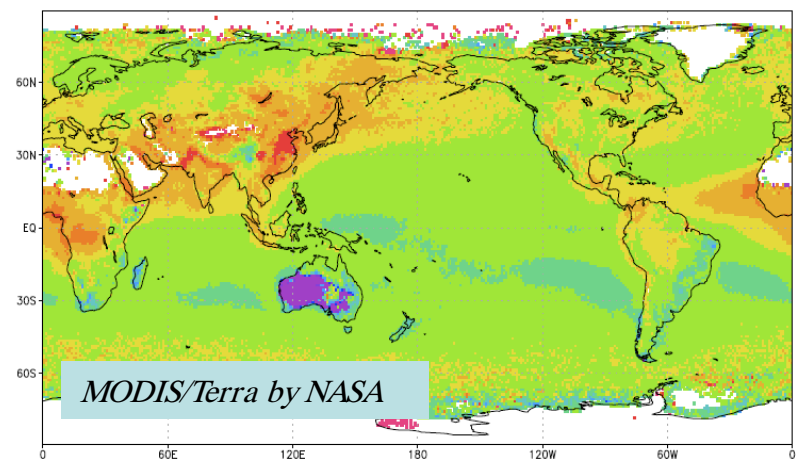 60N
30N
EQ
30S
60S
MODIS/Terra by NASA
0 60E 120E 180 120W 60W 0